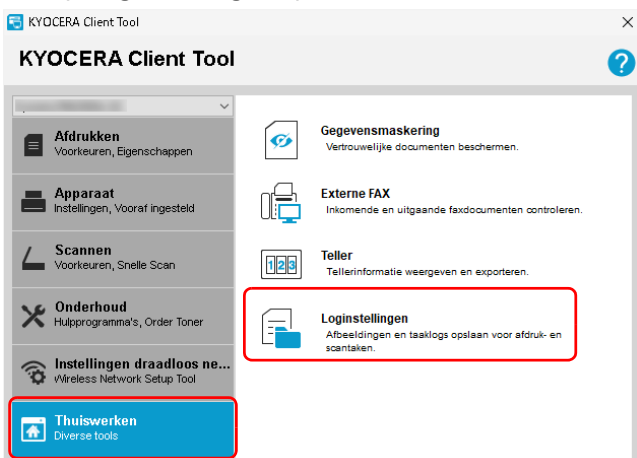 KYOCERA Client Tool
KYOCERA Client Tool
?
Afdrukken
Voorkeuren, Eigenschappen
Apparaat
Instellingen, Vooraf ingesteld
Scannen
Voorkeuren, Snelle Scan
Onderhoud
Hulpprogramma's, Order Toner
Instellingen draadloos ne...
Wireless Network Setup Tool
Thuiswerken
Diverse tools
Gegevensmaskering
Vertrouwelijke documenten beschermen.
Externe FAX
Inkomende en uitgaande faxdocumenten controleren.
123
Teller
Tellerinformatie weergeven en exporteren.
Loginstellingen
Afbeeldingen en taaklogs opslaan voor afdruk- en
scantaken.